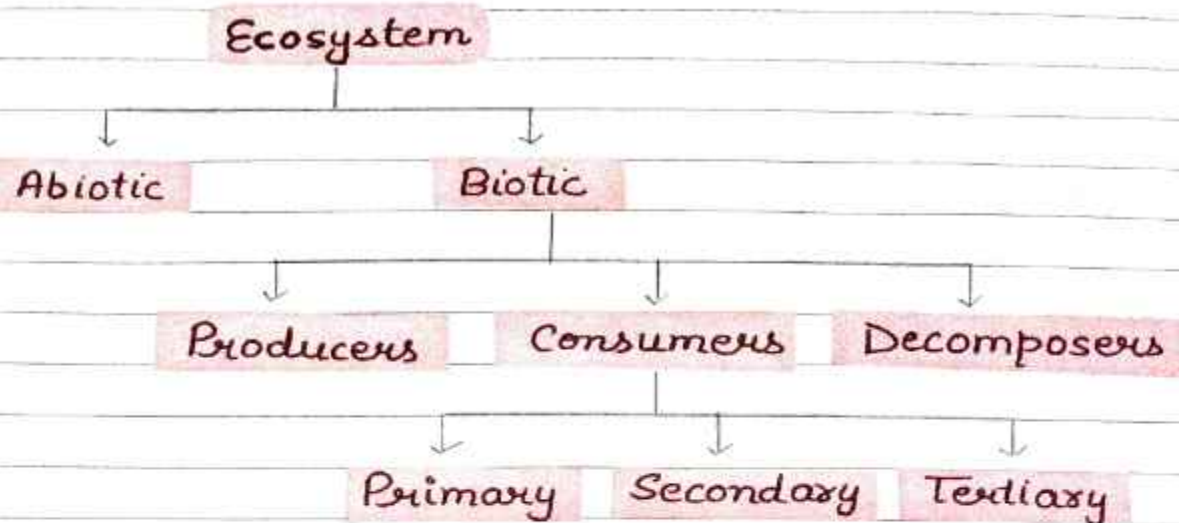 Ecosystem
Abiotic Biotic
Producers Consumers Decomposers
Primary Secondary Tertiary